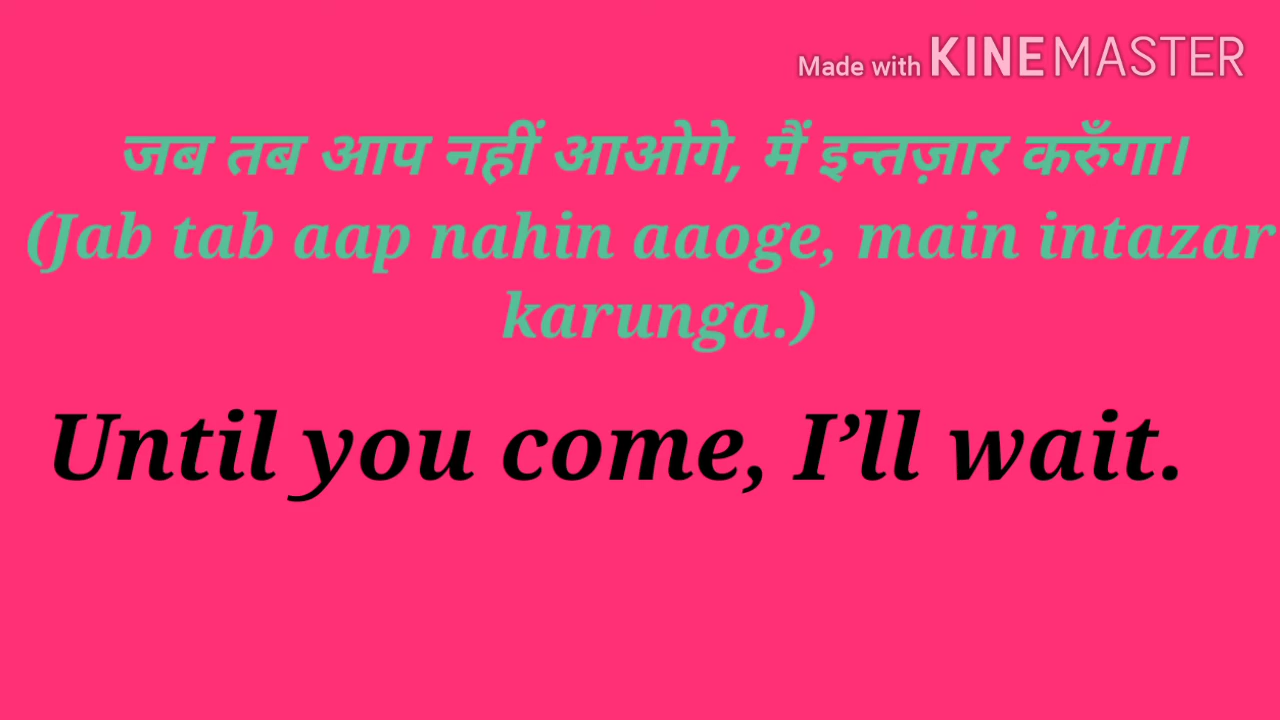 Made with KINEMASTER
जब तब आप नहीं आओगे, मैं इन्तज़ार करुँगा।
(Jab tab aap nahin aaoge, main intazar
karunga.)
Until you come, I’ll wait.